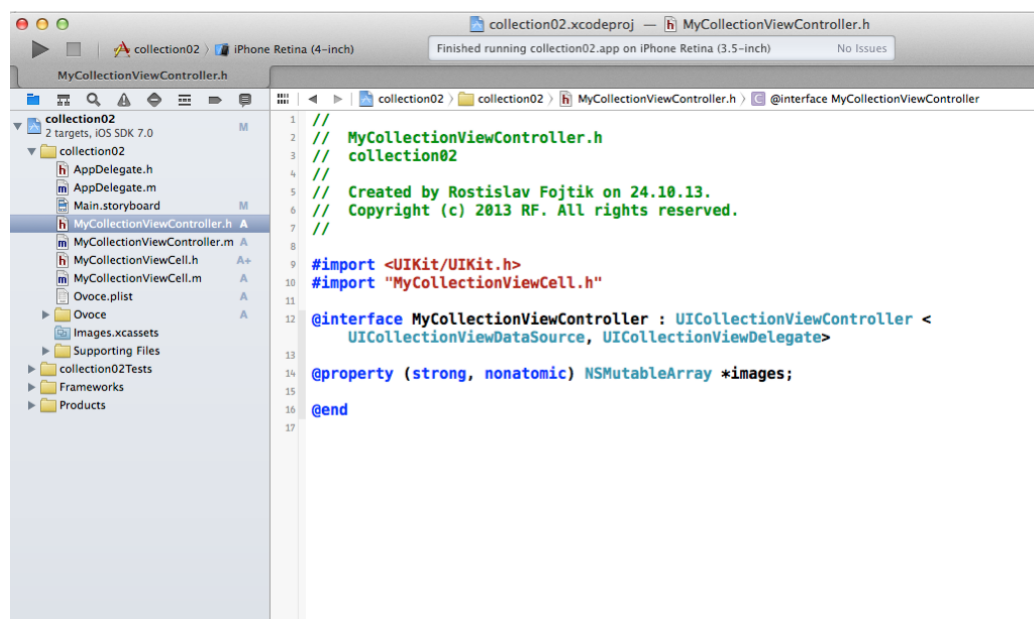 collection02.xcodeproj — MyCollectionViewController.h
collection02 〉 iPhone Retina (4-inch)
Finished running collection02.app on iPhone Retina (3.5-inch) No Issues
MyCollectionViewController.h
collection02 〉 collection02 〉 MyCollectionViewController.h 〉 @interface MyCollectionViewController
collection02 M
2 targets, iOS SDK 7.0
collection02
AppDelegate.h
AppDelegate.m
Main.storyboard M
MyCollectionViewController.h A
MyCollectionViewController.m A
MyCollectionViewCell.h A+
MyCollectionViewCell.m A
Ovoce.plist A
Ovoce A
Images.xcassets
Supporting Files
collection02Tests
Frameworks
Products
1 //
2 //  MyCollectionViewController.h
3 //  collection02
4 //
5 //  Created by Rostislav Fojtik on 24.10.13.
6 //  Copyright (c) 2013 RF. All rights reserved.
7 //
8
9 #import <UIKit/UIKit.h>
10 #import "MyCollectionViewCell.h"
11
12 @interface MyCollectionViewController : UICollectionViewController <
UICollectionViewDataSource, UICollectionViewDelegate>
13
14 @property (strong, nonatomic) NSMutableArray *images;
15
16 @end
17